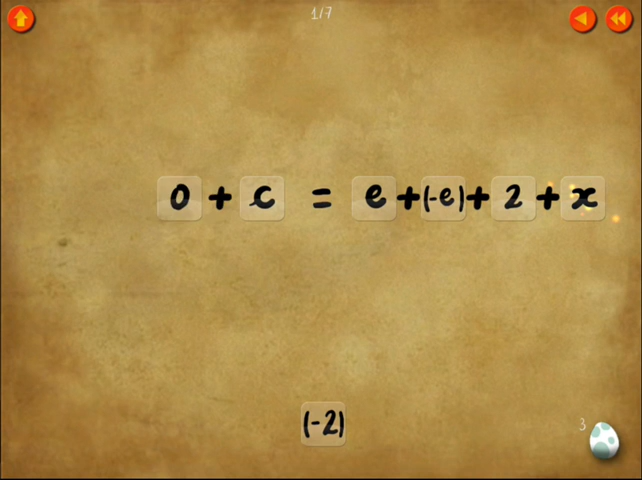 1/7
0 + c = e + (-e) + 2 + x
(-2)
3